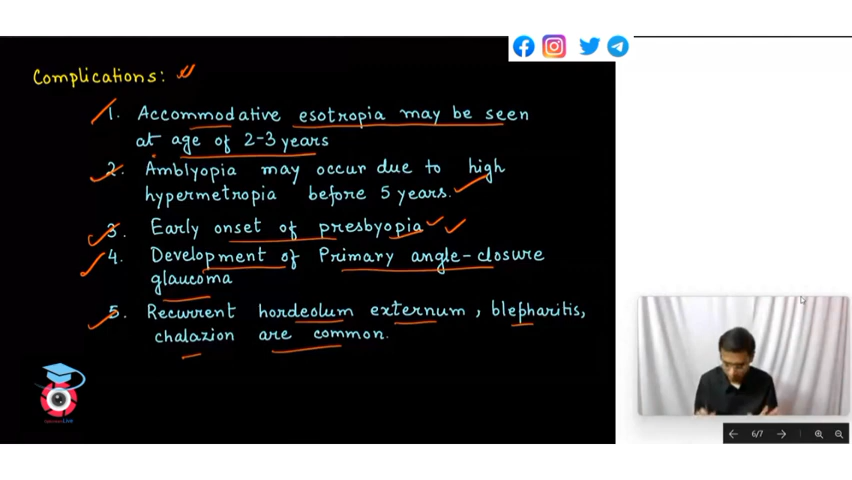 Complications:
1. Accommodative esotropia may be seen
at age of 2-3 years
2. Amblyopia may occur due to high
hypermetropia before 5 years.
3. Early onset of presbyopia
4. Development of Primary angle-closure
glaucoma
5. Recurrent hordeolum externum, blepharitis,
chalazion are common.
6/7